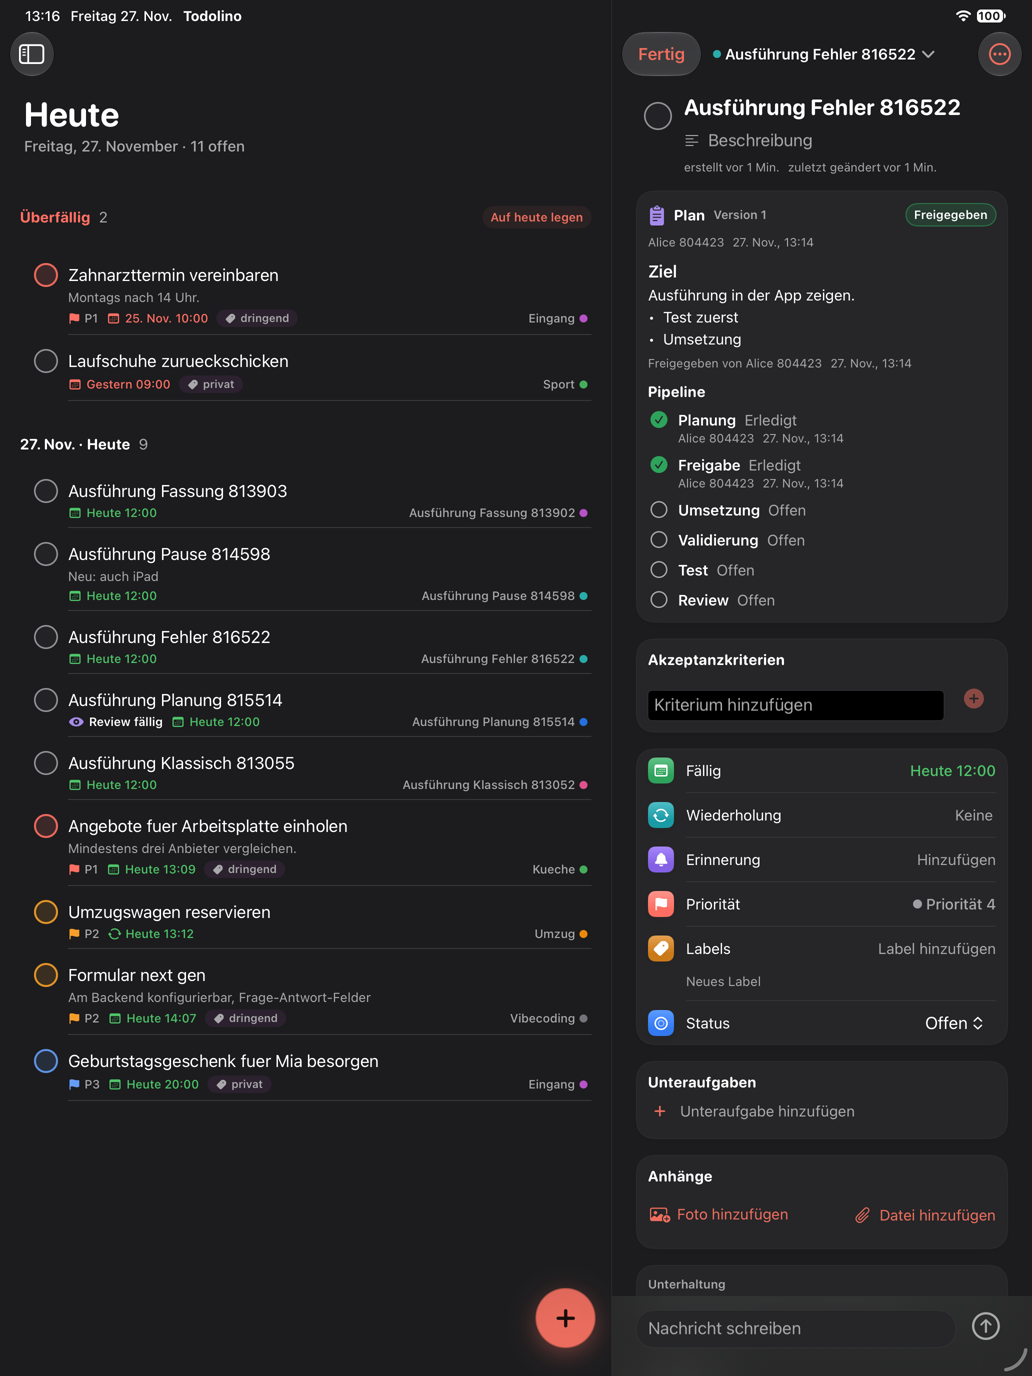 13:16 Freitag 27. Nov. Todolino
100
Heute
Freitag, 27. November · 11 offen
Überfällig 2
Auf heute legen
Zahnarzttermin vereinbaren
Montags nach 14 Uhr.
P1 25. Nov. 10:00 dringend Eingang
Laufschuhe zurueckschicken
Gestern 09:00 privat Sport
27. Nov. · Heute 9
Ausführung Fassung 813903
Heute 12:00 Ausführung Fassung 813902
Ausführung Pause 814598
Neu: auch iPad
Heute 12:00 Ausführung Pause 814598
Ausführung Fehler 816522
Heute 12:00 Ausführung Fehler 816522
Ausführung Planung 815514
Review fällig Heute 12:00 Ausführung Planung 815514
Ausführung Klassisch 813055
Heute 12:00 Ausführung Klassisch 813052
Angebote fuer Arbeitsplatte einholen
Mindestens drei Anbieter vergleichen.
P1 Heute 13:09 dringend Kueche
Umzugswagen reservieren
P2 Heute 13:12 Umzug
Formular next gen
Am Backend konfigurierbar, Frage-Antwort-Felder
P2 Heute 14:07 dringend Vibecoding
Geburtstagsgeschenk fuer Mia besorgen
P3 Heute 20:00 privat Eingang
Fertig
Ausführung Fehler 816522
Ausführung Fehler 816522
Beschreibung
erstellt vor 1 Min. zuletzt geändert vor 1 Min.
Plan Version 1 Freigegeben
Alice 804423 27. Nov., 13:14
Ziel
Ausführung in der App zeigen.
• Test zuerst
• Umsetzung
Freigegeben von Alice 804423 27. Nov., 13:14
Pipeline
Planung Erledigt
Alice 804423 27. Nov., 13:14
Freigabe Erledigt
Alice 804423 27. Nov., 13:14
Umsetzung Offen
Validierung Offen
Test Offen
Review Offen
Akzeptanzkriterien
Kriterium hinzufügen
Fällig Heute 12:00
Wiederholung Keine
Erinnerung Hinzufügen
Priorität Priorität 4
Labels Label hinzufügen
Neues Label
Status Offen
Unteraufgaben
Unteraufgabe hinzufügen
Anhänge
Foto hinzufügen Datei hinzufügen
Unterhaltung
Nachricht schreiben